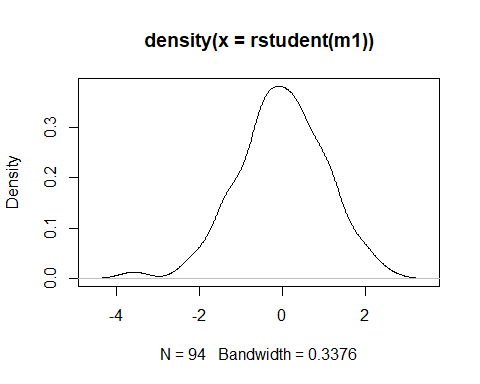 density(x = rstudent(m1))
Density
0.3
0.2
0.1
0.0
-4 -2 0 2
N = 94 Bandwidth = 0.3376